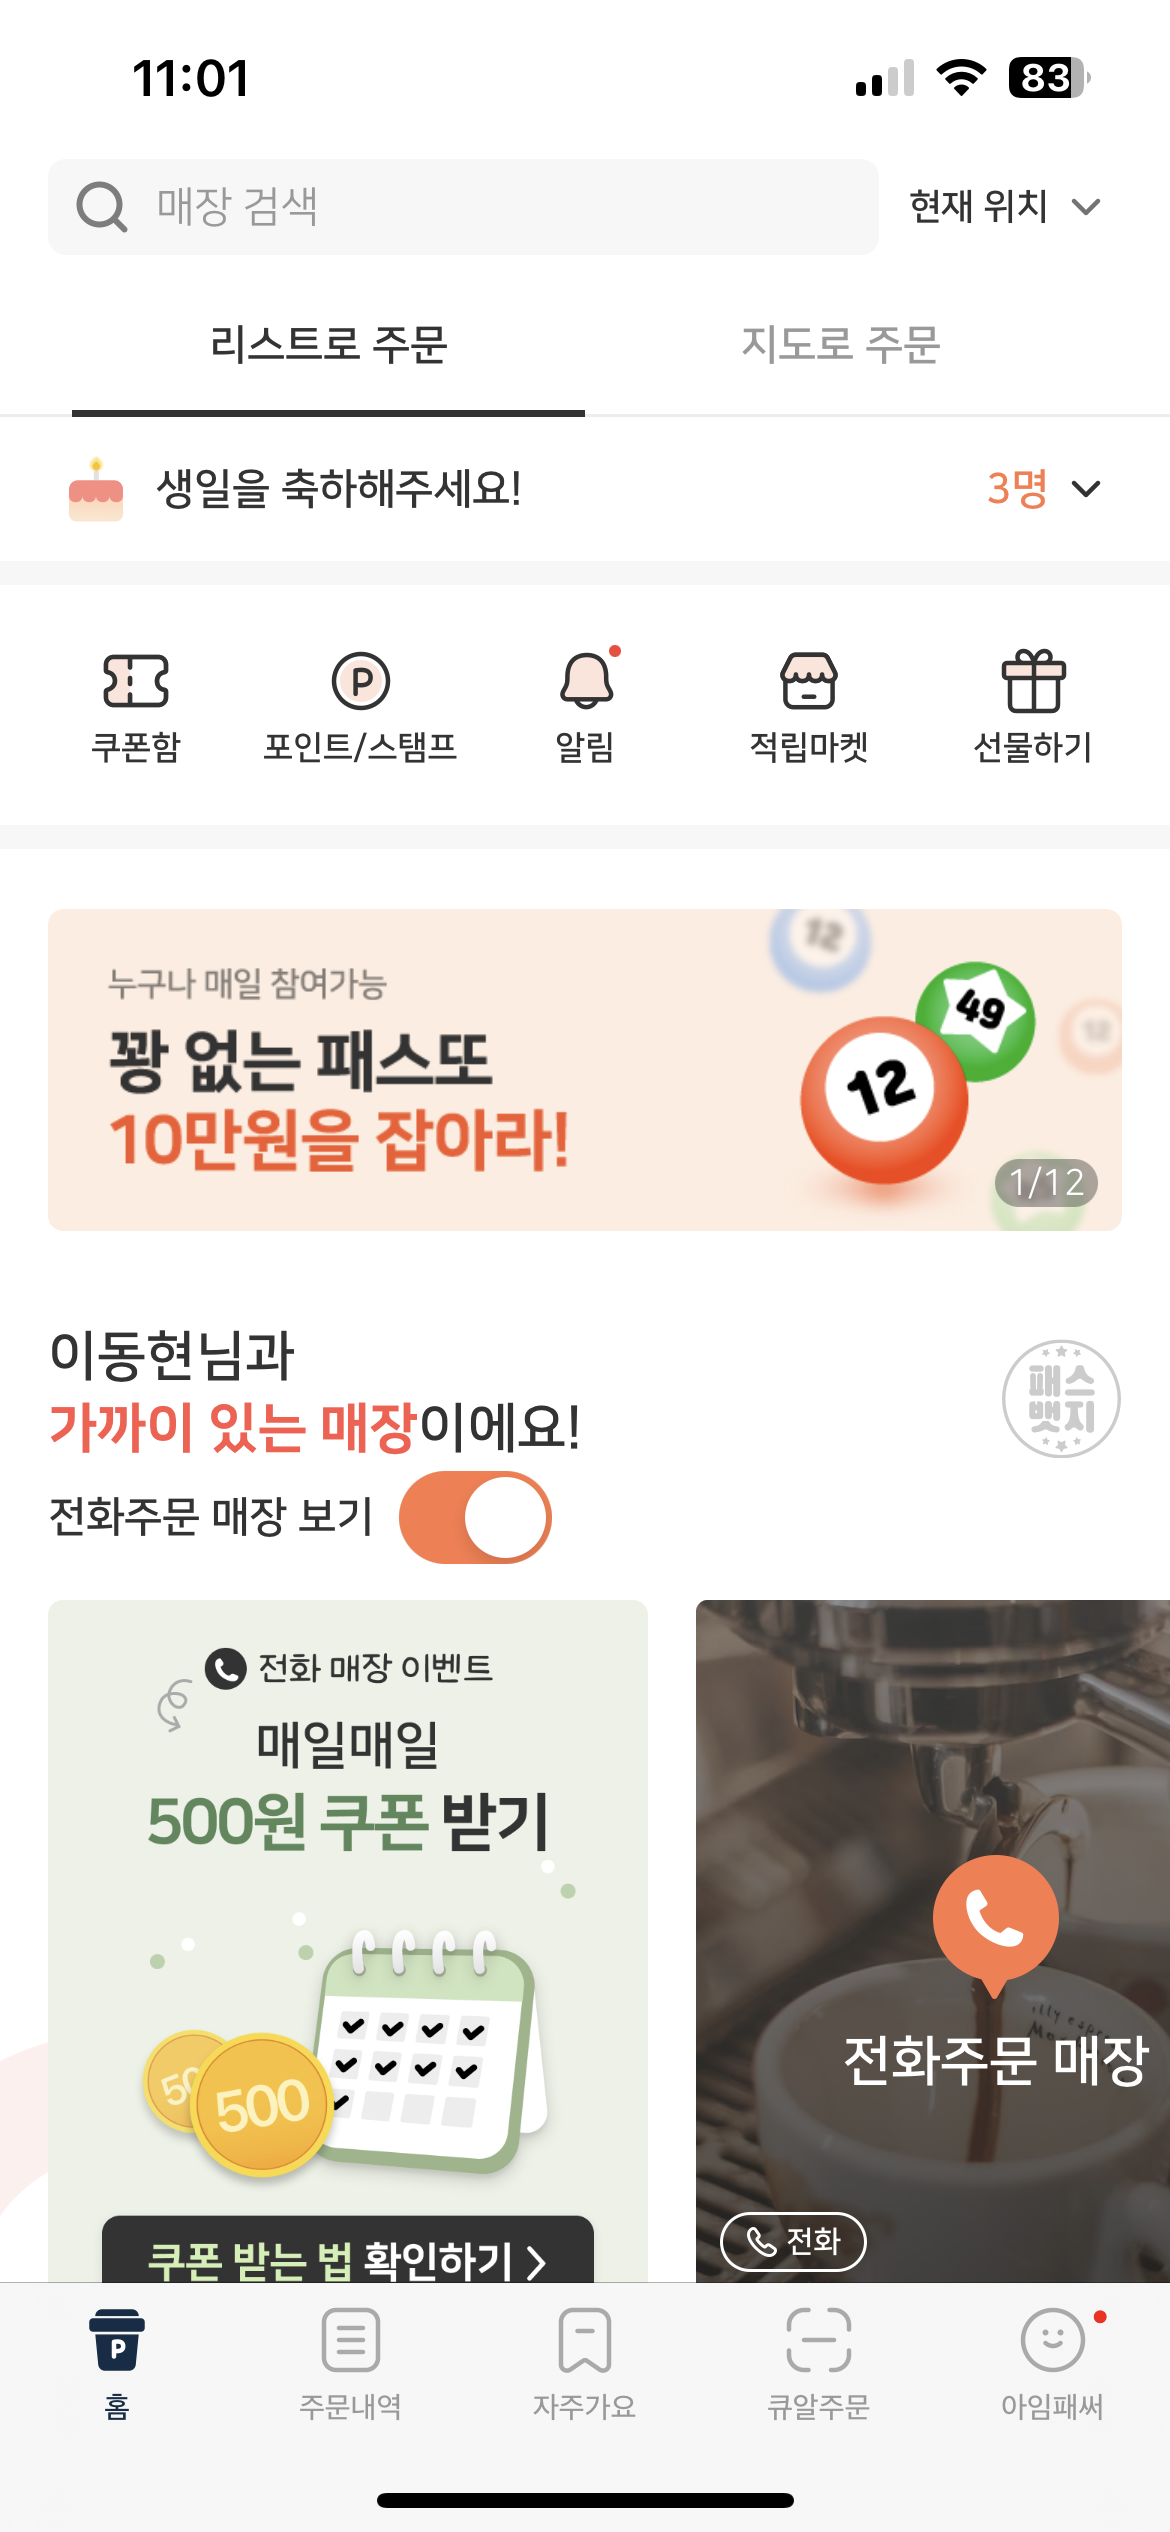 11:01
83
매장 검색
현재 위치
리스트로 주문
지도로 주문
생일을 축하해주세요!
3명
쿠폰함
P
포인트/스탬프
알림
적립마켓
선물하기
누구나 매일 참여가능
꽝 없는 패스또
10만원을 잡아라!
12
49
12
12
1/12
이동현님과
가까이 있는 매장이에요!
패스
뱃지
전화주문 매장 보기
전화 매장 이벤트
매일매일
500원 쿠폰 받기
50
500
쿠폰 받는 법 확인하기
illy
전화주문 매장
전화
P
홈
주문내역
자주가요
큐알주문
아임패써